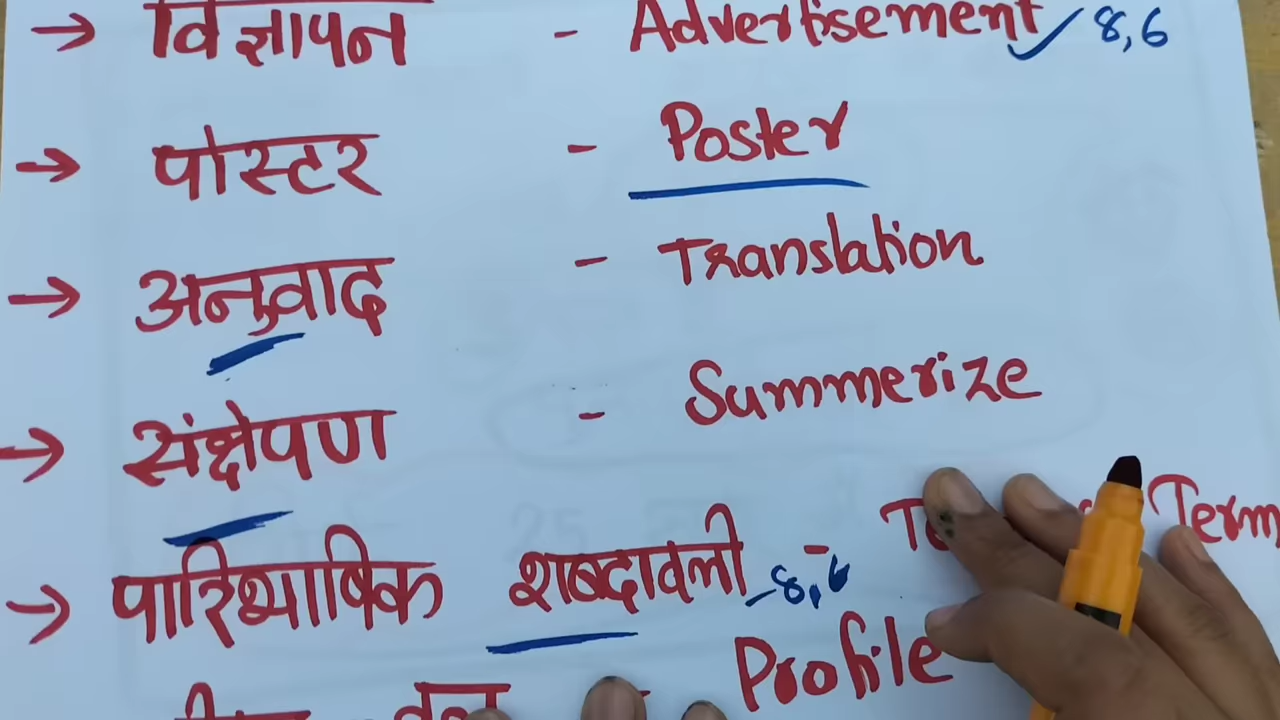 → विज्ञापन - Advertisement ✓ 8,6
→ पोस्टर - Poster
→ अनुवाद - Translation
→ संक्षेपण - Summerize
→ पारिभाषिक शब्दावली - 8,6 - Term
Profile